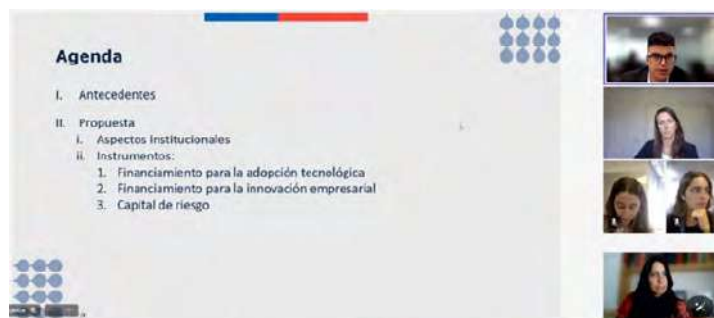 Agenda
I. Antecedentes
II. Propuesta
i. Aspectos Institucionales
ii. Instrumentos:
1. Financiamiento para la adopción tecnológica
2. Financiamiento para la innovación empresarial
3. Capital de riesgo